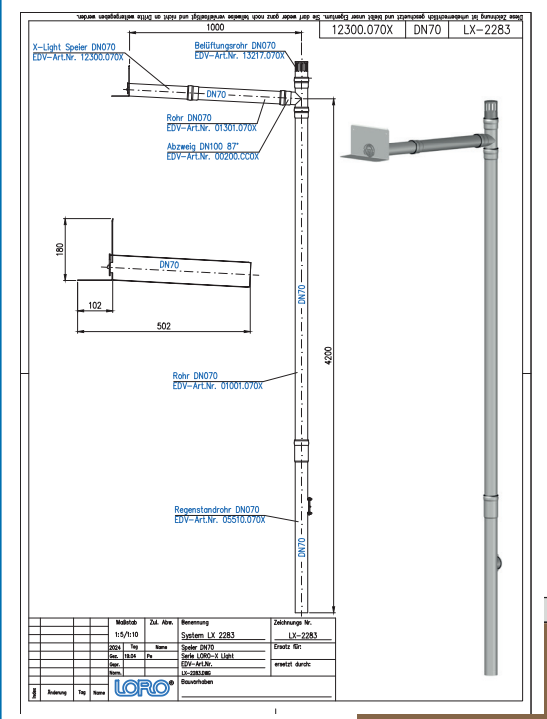 Diese Zeichnung ist urheberrechtlich geschützt und bleibt unser Eigentum. Sie darf weder ganz noch teilweise vervielfältigt und nicht an Dritte weitergegeben werden.
12300.070X DN70 LX-2283
1000
X-Light Speier DN070
EDV-Art.Nr. 12300.070X
Belüftungsrohr DN070
EDV-Art.Nr. 13217.070X
DN70
Rohr DN070
EDV-Art.Nr. 01301.070X
Abzweig DN100 87°
EDV-Art.Nr. 00200.CC0X
180
DN70
102
502
DN70
4200
Rohr DN070
EDV-Art.Nr. 01001.070X
Regenstandrohr DN070
EDV-Art.Nr. 05510.070X
DN70
Maßstab Zul. Abw. Benennung Zeichnungs Nr.
1:5/1:10 System LX 2283 LX-2283
2024 Tag Name Speier DN70 Ersatz für:
Gez. 19.04 Pe Serie LORO-X Light
Gepr. EDV-Art.Nr. ersetzt durch:
Norm. LX-2283.DWG
LORO® Bauvorhaben
Index Änderung Tag Name